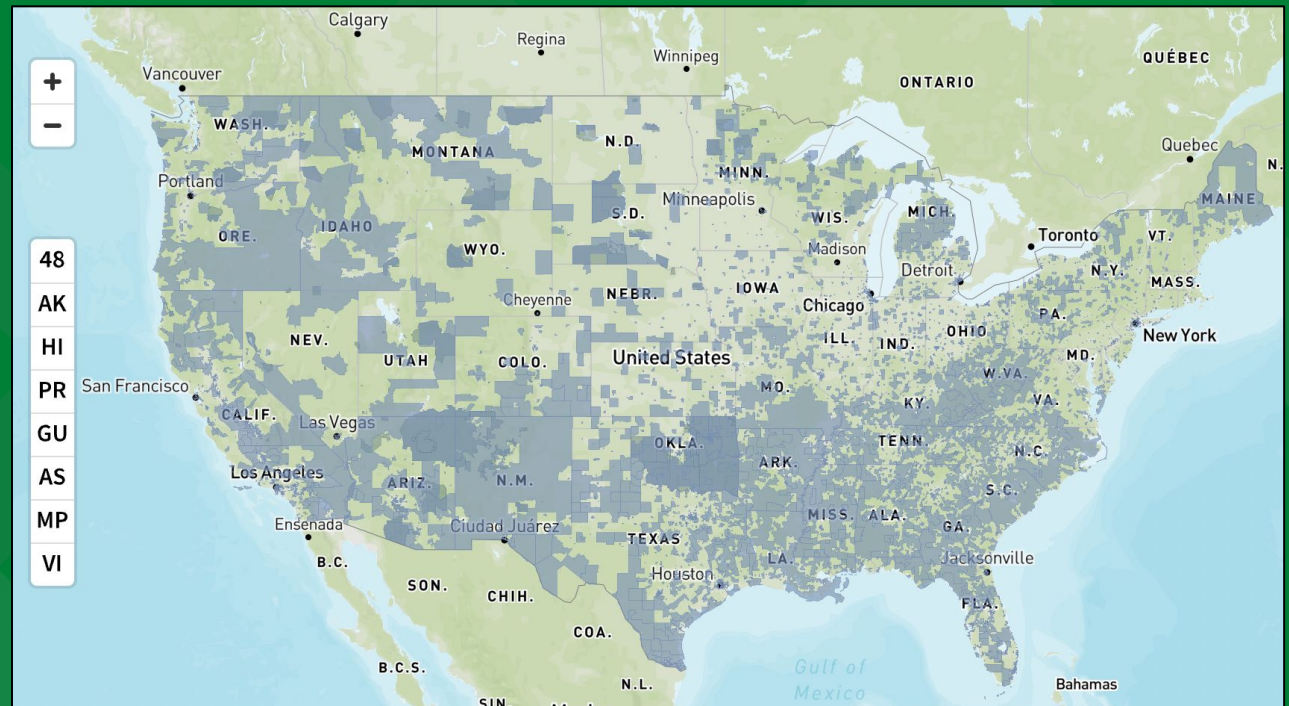 Calgary
Regina
Winnipeg
Vancouver
ONTARIO
QUÉBEC
+
−
WASH.
MONTANA
N.D.
MINN.
Quebec
N.
Portland
ORE.
IDAHO
S.D.
Minneapolis
WIS.
MICH.
MAINE
VT.
WYO.
Madison
Toronto
48
AK
HI
PR
GU
AS
MP
VI
Cheyenne
NEBR.
IOWA
Chicago
Detroit
N.Y.
MASS.
NEV.
UTAH
COLO.
United States
ILL.
IND.
OHIO
PA.
New York
MD.
San Francisco
CALIF.
Las Vegas
MO.
KY.
W.VA.
VA.
Los Angeles
ARIZ.
N.M.
OKLA.
ARK.
TENN.
N.C.
S.C.
Ensenada
Ciudad Juárez
TEXAS
MISS.
ALA.
GA.
B.C.
SON.
CHIH.
Houston
LA.
Jacksonville
FLA.
COA.
B.C.S.
N.L.
Gulf of
Mexico
Bahamas
SIN.